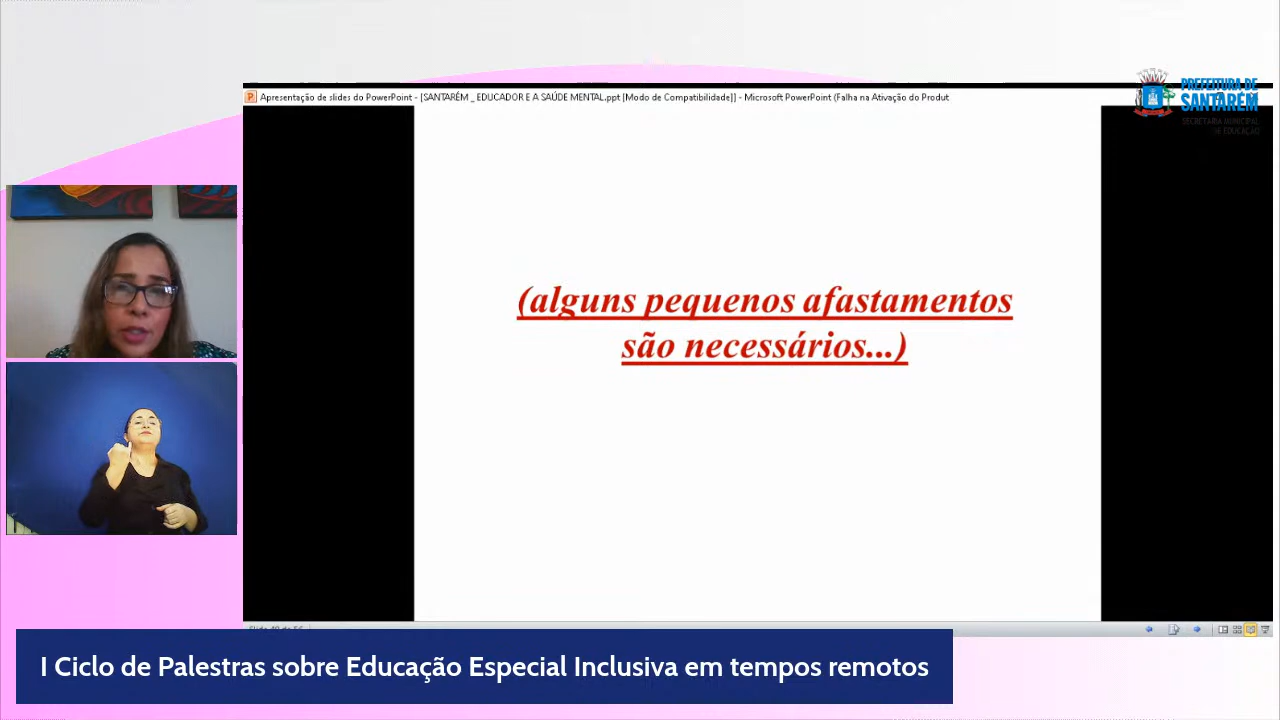 Apresentação de slides do PowerPoint - [SANTARÉM _ EDUCADOR E A SAÚDE MENTAL.ppt [Modo de Compatibilidade]] - Microsoft PowerPoint (Falha na Ativação do Produt
PREFEITURA DE
SANTARÉM
SECRETARIA MUNICIPAL
DE EDUCAÇÃO
(alguns pequenos afastamentos
são necessários...)
I Ciclo de Palestras sobre Educação Especial Inclusiva em tempos remotos